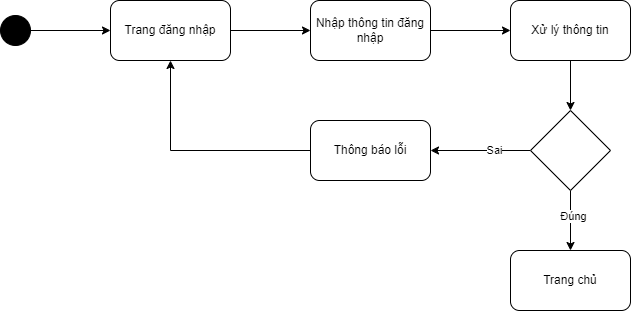 Trang đăng nhập
Nhập thông tin đăng
nhập
Xử lý thông tin
Thông báo lỗi
Sai
Đúng
Trang chủ